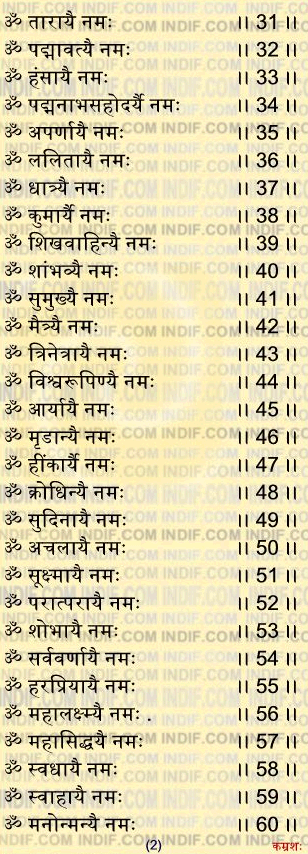 ॐ तारायै नमः ॥ 31 ॥
ॐ पद्मावत्यै नमः ॥ 32 ॥
ॐ हंसायै नमः ॥ 33 ॥
ॐ पद्मनाभसहोदर्यै नमः ॥ 34 ॥
ॐ अपर्णायै नमः ॥ 35 ॥
ॐ ललितायै नमः ॥ 36 ॥
ॐ धात्र्यै नमः ॥ 37 ॥
ॐ कुमार्यै नमः ॥ 38 ॥
ॐ शिखवाहिन्यै नमः ॥ 39 ॥
ॐ शांभव्यै नमः ॥ 40 ॥
ॐ सुमुख्यै नमः ॥ 41 ॥
ॐ मैत्र्यै नमः ॥ 42 ॥
ॐ त्रिनेत्रायै नमः ॥ 43 ॥
ॐ विश्वरूपिण्यै नमः ॥ 44 ॥
ॐ आर्यायै नमः ॥ 45 ॥
ॐ मृडान्यै नमः ॥ 46 ॥
ॐ हींकार्यै नमः ॥ 47 ॥
ॐ क्रोधिन्यै नमः ॥ 48 ॥
ॐ सुदिनायै नमः ॥ 49 ॥
ॐ अचलायै नमः ॥ 50 ॥
ॐ सूक्ष्मायै नमः ॥ 51 ॥
ॐ परात्परायै नमः ॥ 52 ॥
ॐ शोभायै नमः ॥ 53 ॥
ॐ सर्ववर्णायै नमः ॥ 54 ॥
ॐ हरप्रियायै नमः ॥ 55 ॥
ॐ महालक्ष्म्यै नमः . ॥ 56 ॥
ॐ महासिद्धयै नमः ॥ 57 ॥
ॐ स्वधायै नमः ॥ 58 ॥
ॐ स्वाहायै नमः ॥ 59 ॥
ॐ मनोन्मन्यै नमः ॥ 60 ॥
(2) कम्रशः